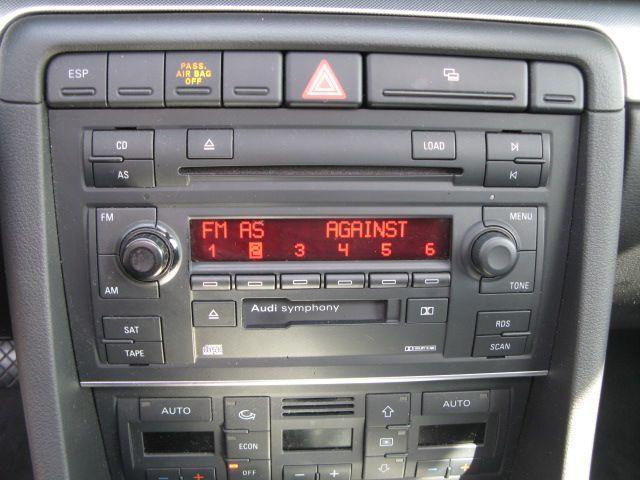 ESP
PASS.
AIR BAG
OFF
CD
LOAD
AS
FM
FM AS AGAINST
MENU
1 2 3 4 5 6
AM
TONE
Audi symphony
SAT
RDS
TAPE
SCAN
AUTO
AUTO
ECON
OFF